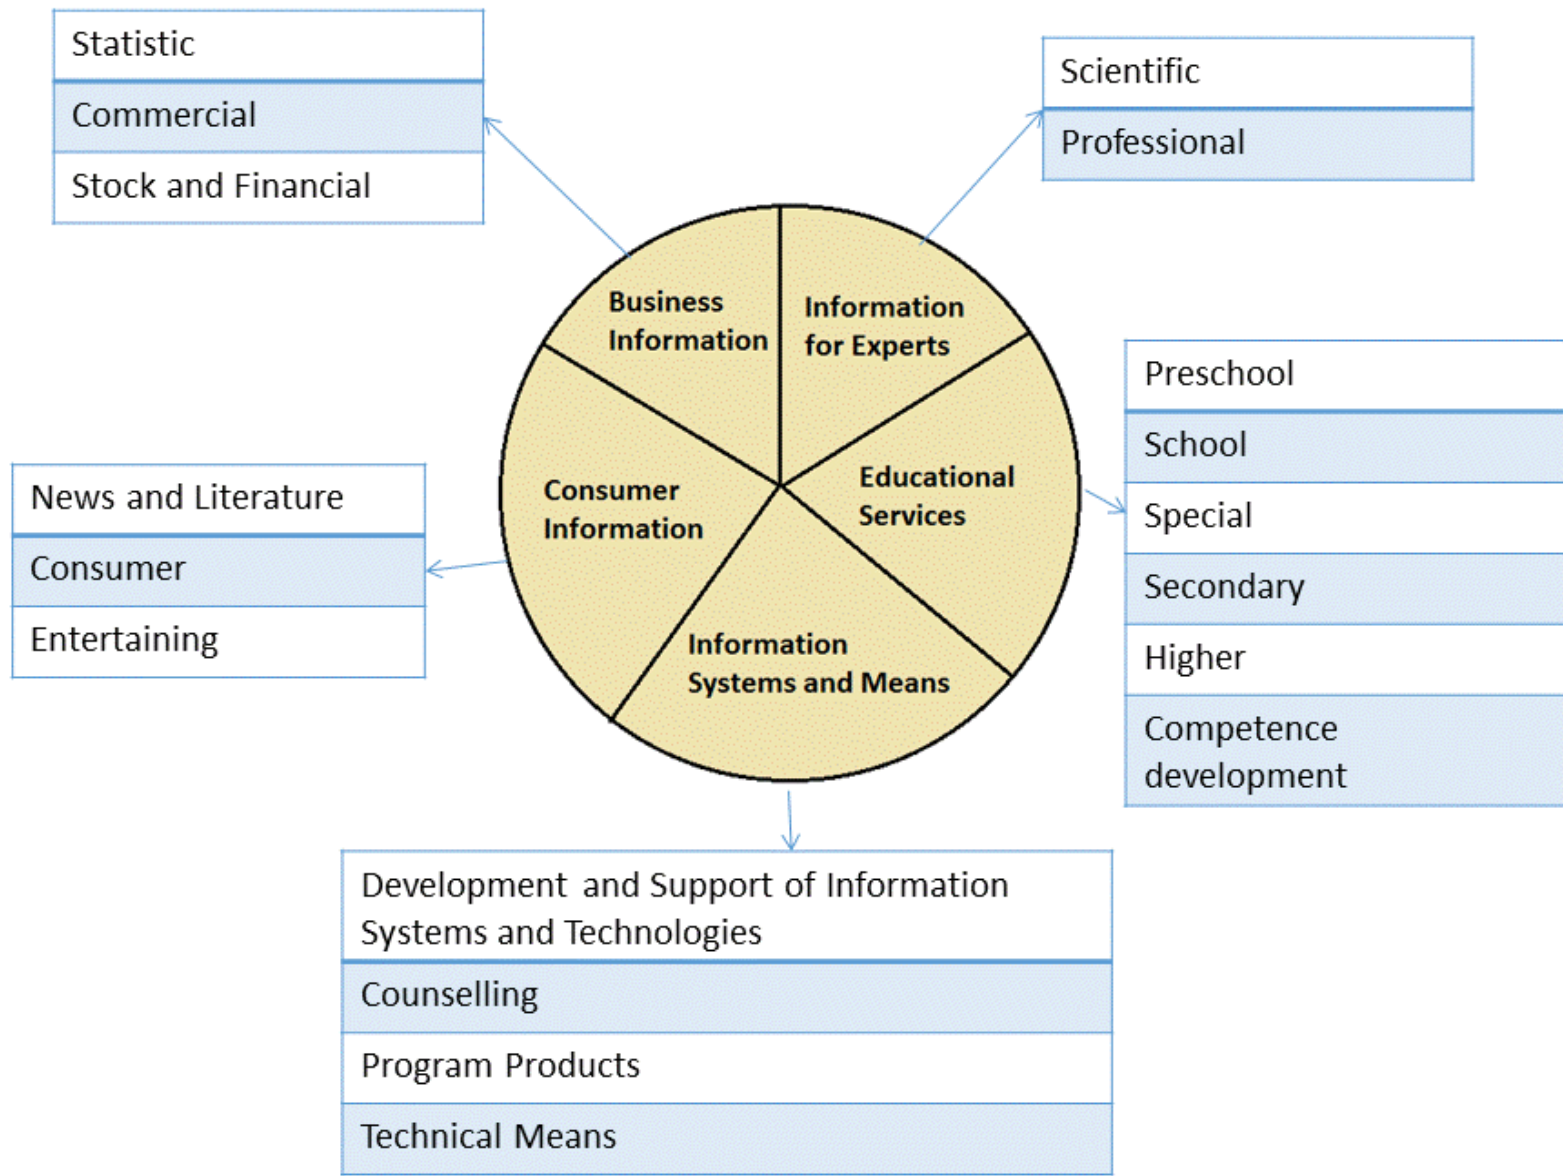 Statistic
Commercial
Stock and Financial
Scientific
Professional
Business
Information
Information
for Experts
Preschool
School
Special
Secondary
Higher
Competence
development
Educational
Services
Consumer
Information
News and Literature
Consumer
Entertaining
Information
Systems and Means
Development and Support of Information
Systems and Technologies
Counselling
Program Products
Technical Means